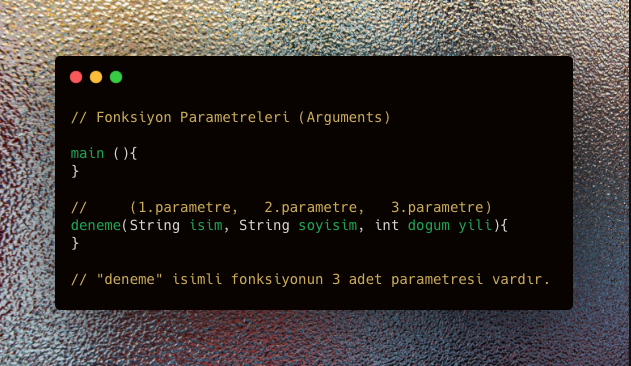 // Fonksiyon Parametreleri (Arguments)
main (){
}
//     (1.parametre,   2.parametre,   3.parametre)
deneme(String isim, String soyisim, int dogum yili){
}
// "deneme" isimli fonksiyonun 3 adet parametresi vardır.